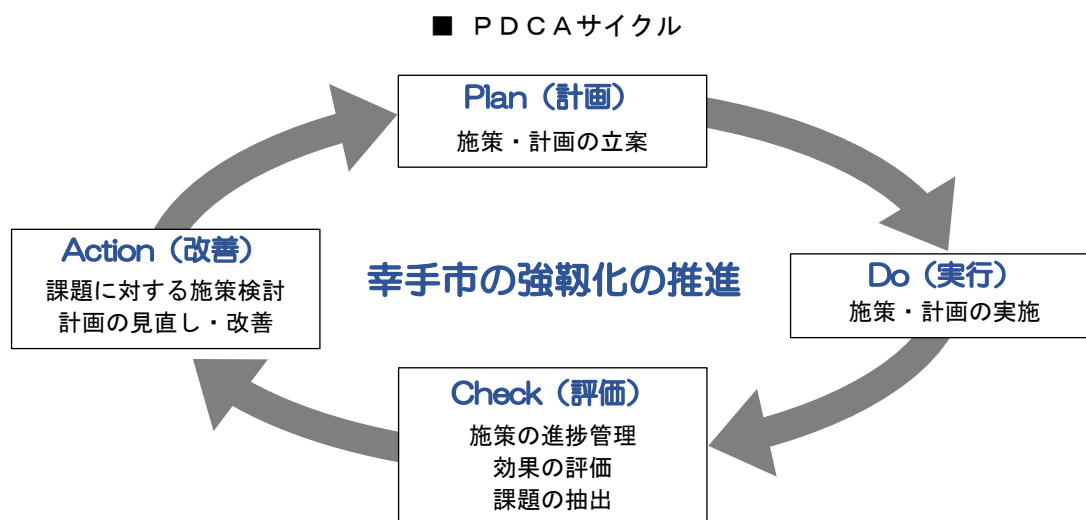 ■ ＰＤＣＡサイクル
Plan（計画）
施策・計画の立案
Action（改善）
課題に対する施策検討
計画の見直し・改善
幸手市の強靱化の推進
Do（実行）
施策・計画の実施
Check（評価）
施策の進捗管理
効果の評価
課題の抽出